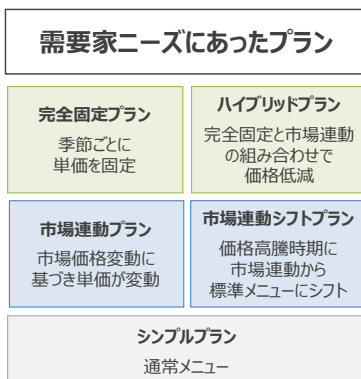 需要家ニーズにあったプラン
完全固定プラン
季節ごとに
単価を固定
ハイブリッドプラン
完全固定と市場連動
の組み合わせで
価格低減
市場連動プラン
市場価格変動に
基づき単価が変動
市場連動シフトプラン
価格高騰時期に
市場連動から
標準メニューにシフト
シンプルプラン
通常メニュー